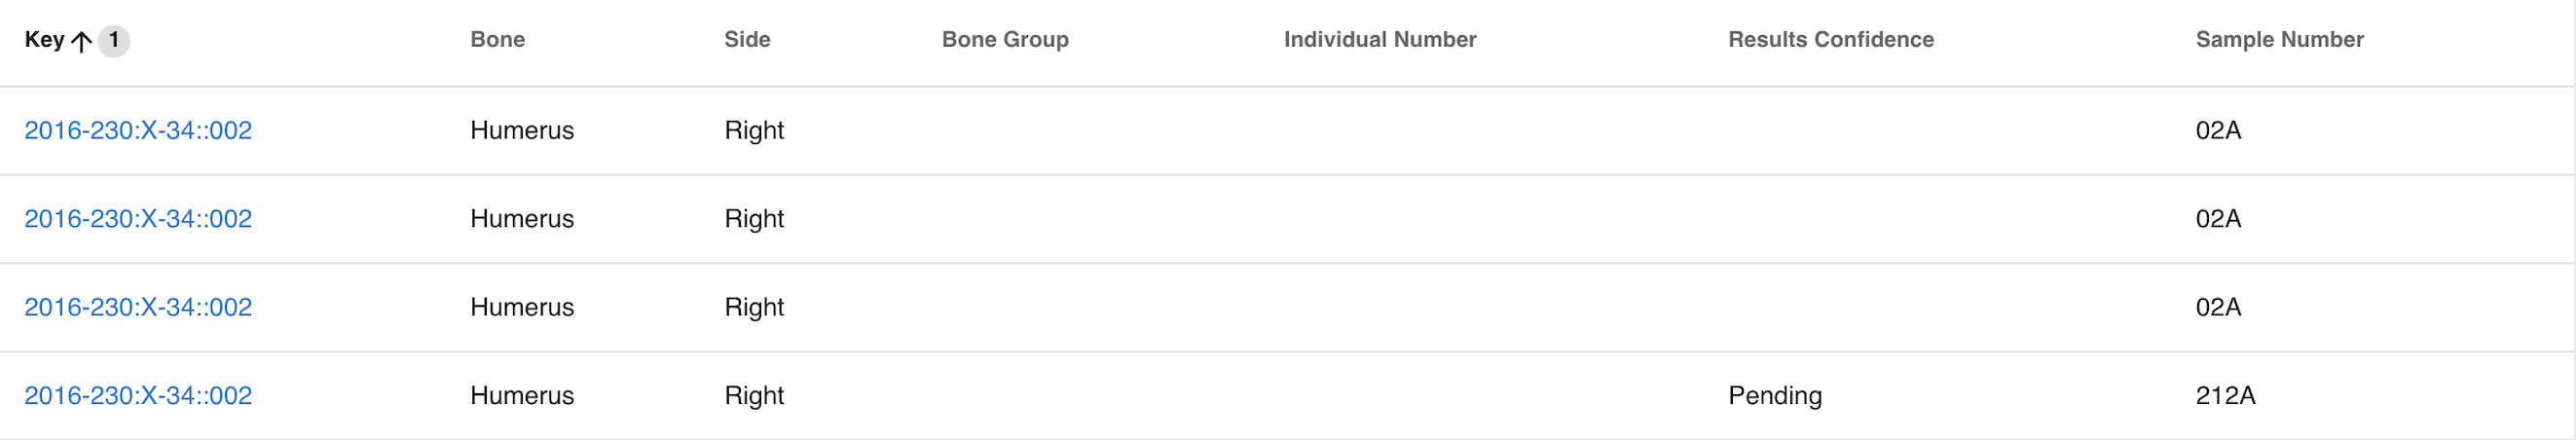 Key ↑ 1 Bone Side Bone Group Individual Number Results Confidence Sample Number
2016-230:X-34::002 Humerus Right 02A
2016-230:X-34::002 Humerus Right 02A
2016-230:X-34::002 Humerus Right 02A
2016-230:X-34::002 Humerus Right Pending 212A